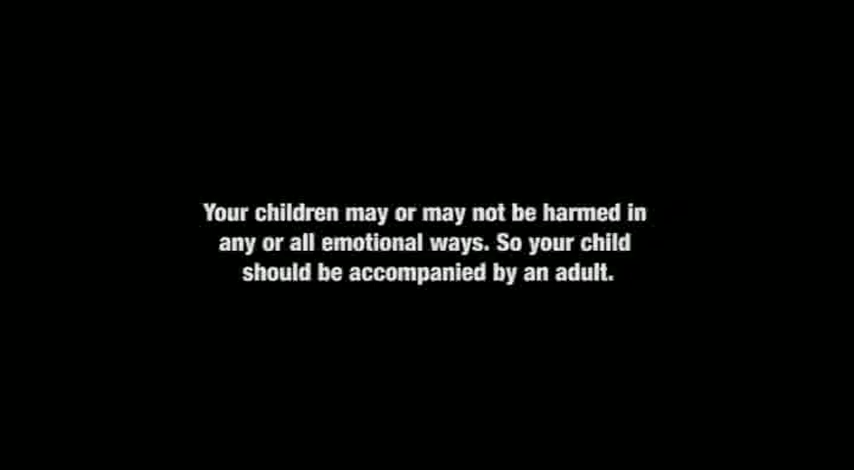 Your children may or may not be harmed in
any or all emotional ways. So your child
should be accompanied by an adult.